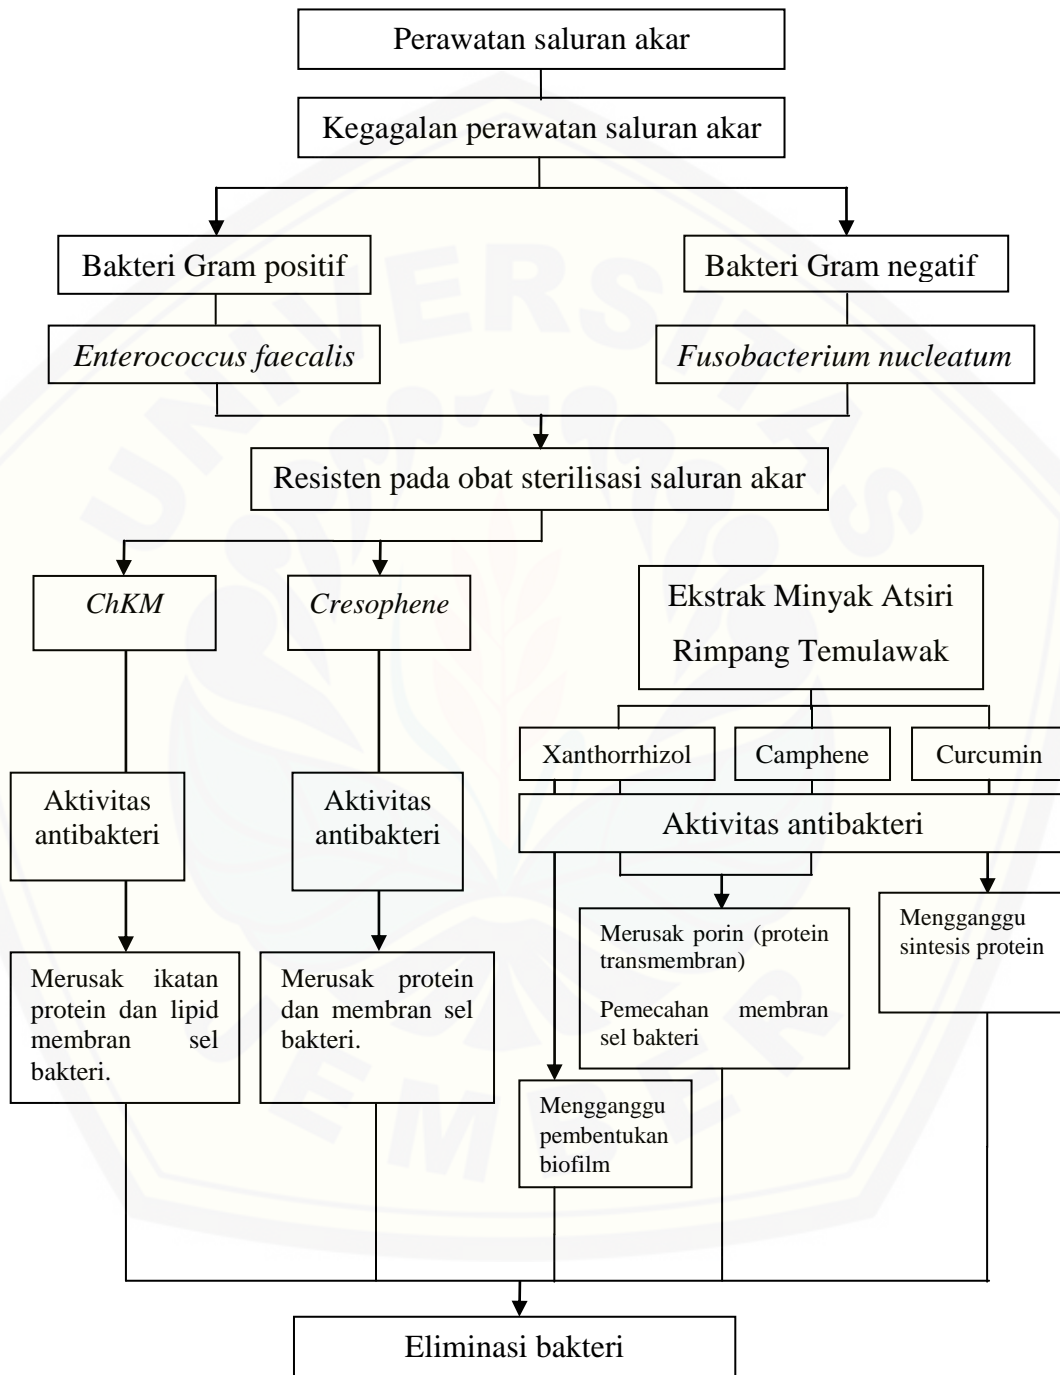 Perawatan saluran akar
Kegagalan perawatan saluran akar
Bakteri Gram positif
Bakteri Gram negatif
Enterococcus faecalis
Fusobacterium nucleatum
Resisten pada obat sterilisasi saluran akar
ChKM
Cresophene
Ekstrak Minyak Atsiri
Rimpang Temulawak
Xanthorrhizol
Camphene
Curcumin
Aktivitas
antibakteri
Aktivitas
antibakteri
Aktivitas antibakteri
Merusak ikatan
protein dan lipid
membran sel
bakteri.
Merusak protein
dan membran sel
bakteri.
Merusak porin (protein
transmembran)
Pemecahan membran
sel bakteri
Mengganggu
sintesis protein
Mengganggu
pembentukan
biofilm
Eliminasi bakteri
UNIVERSITAS
JEMBER